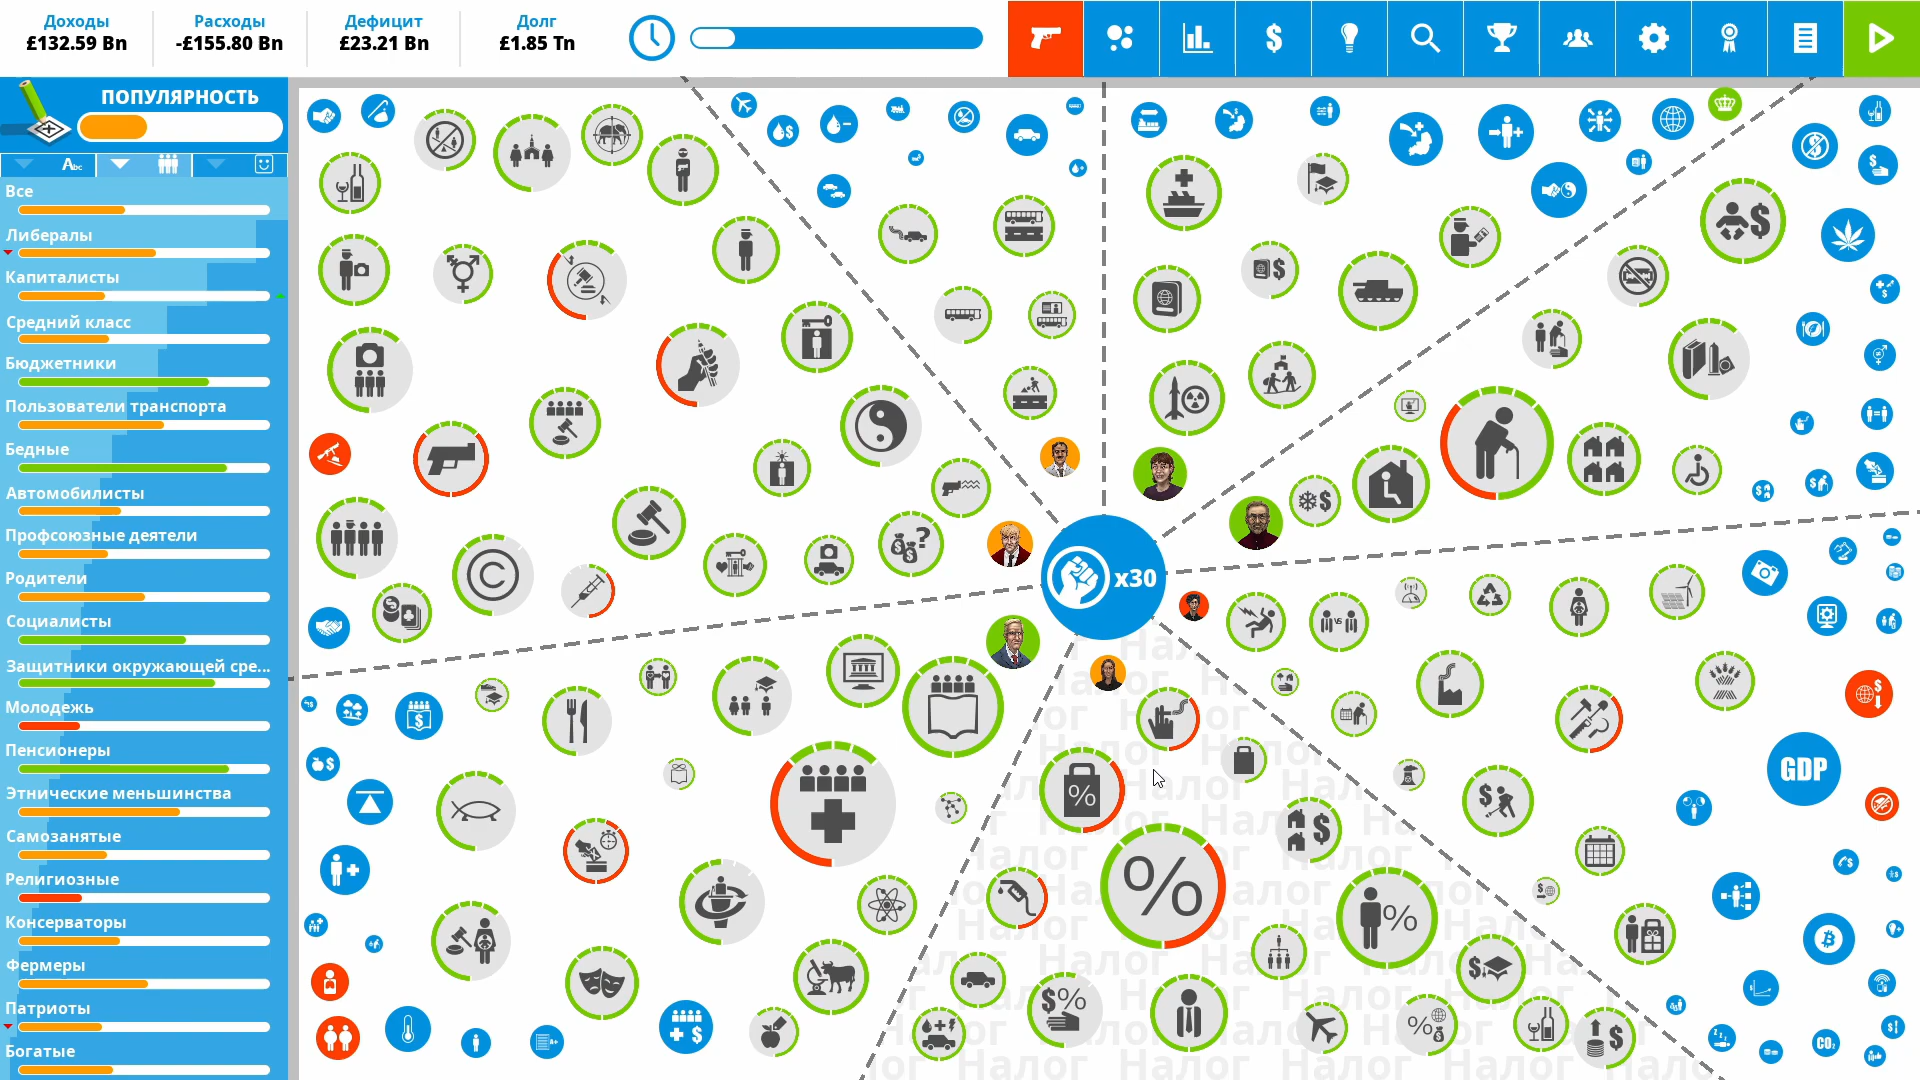 Доходы
£132.59 Bn
Расходы
-£155.80 Bn
Дефицит
£23.21 Bn
Долг
£1.85 Tn
ПОПУЛЯРНОСТЬ
Abc
Все
Либералы
Капиталисты
Средний класс
Бюджетники
Пользователи транспорта
Бедные
Автомобилисты
Профсоюзные деятели
Родители
Социалисты
Защитники окружающей сре...
Молодежь
Пенсионеры
Этнические меньшинства
Самозанятые
Религиозные
Консерваторы
Фермеры
Патриоты
Богатые
x30
GDP
CO₂
Налог